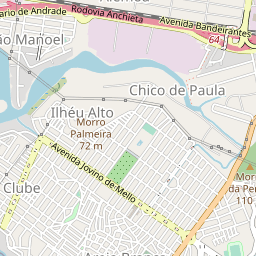 ario de Andrade
Rodovia Anchieta
Avenida Bandeirantes
64
ão Manoel
Chico de Paula
Ilhéu Alto
Morro
Palmeira
72 m
Avenida Jovino de Mello
Clube
Mor
da Pe
110